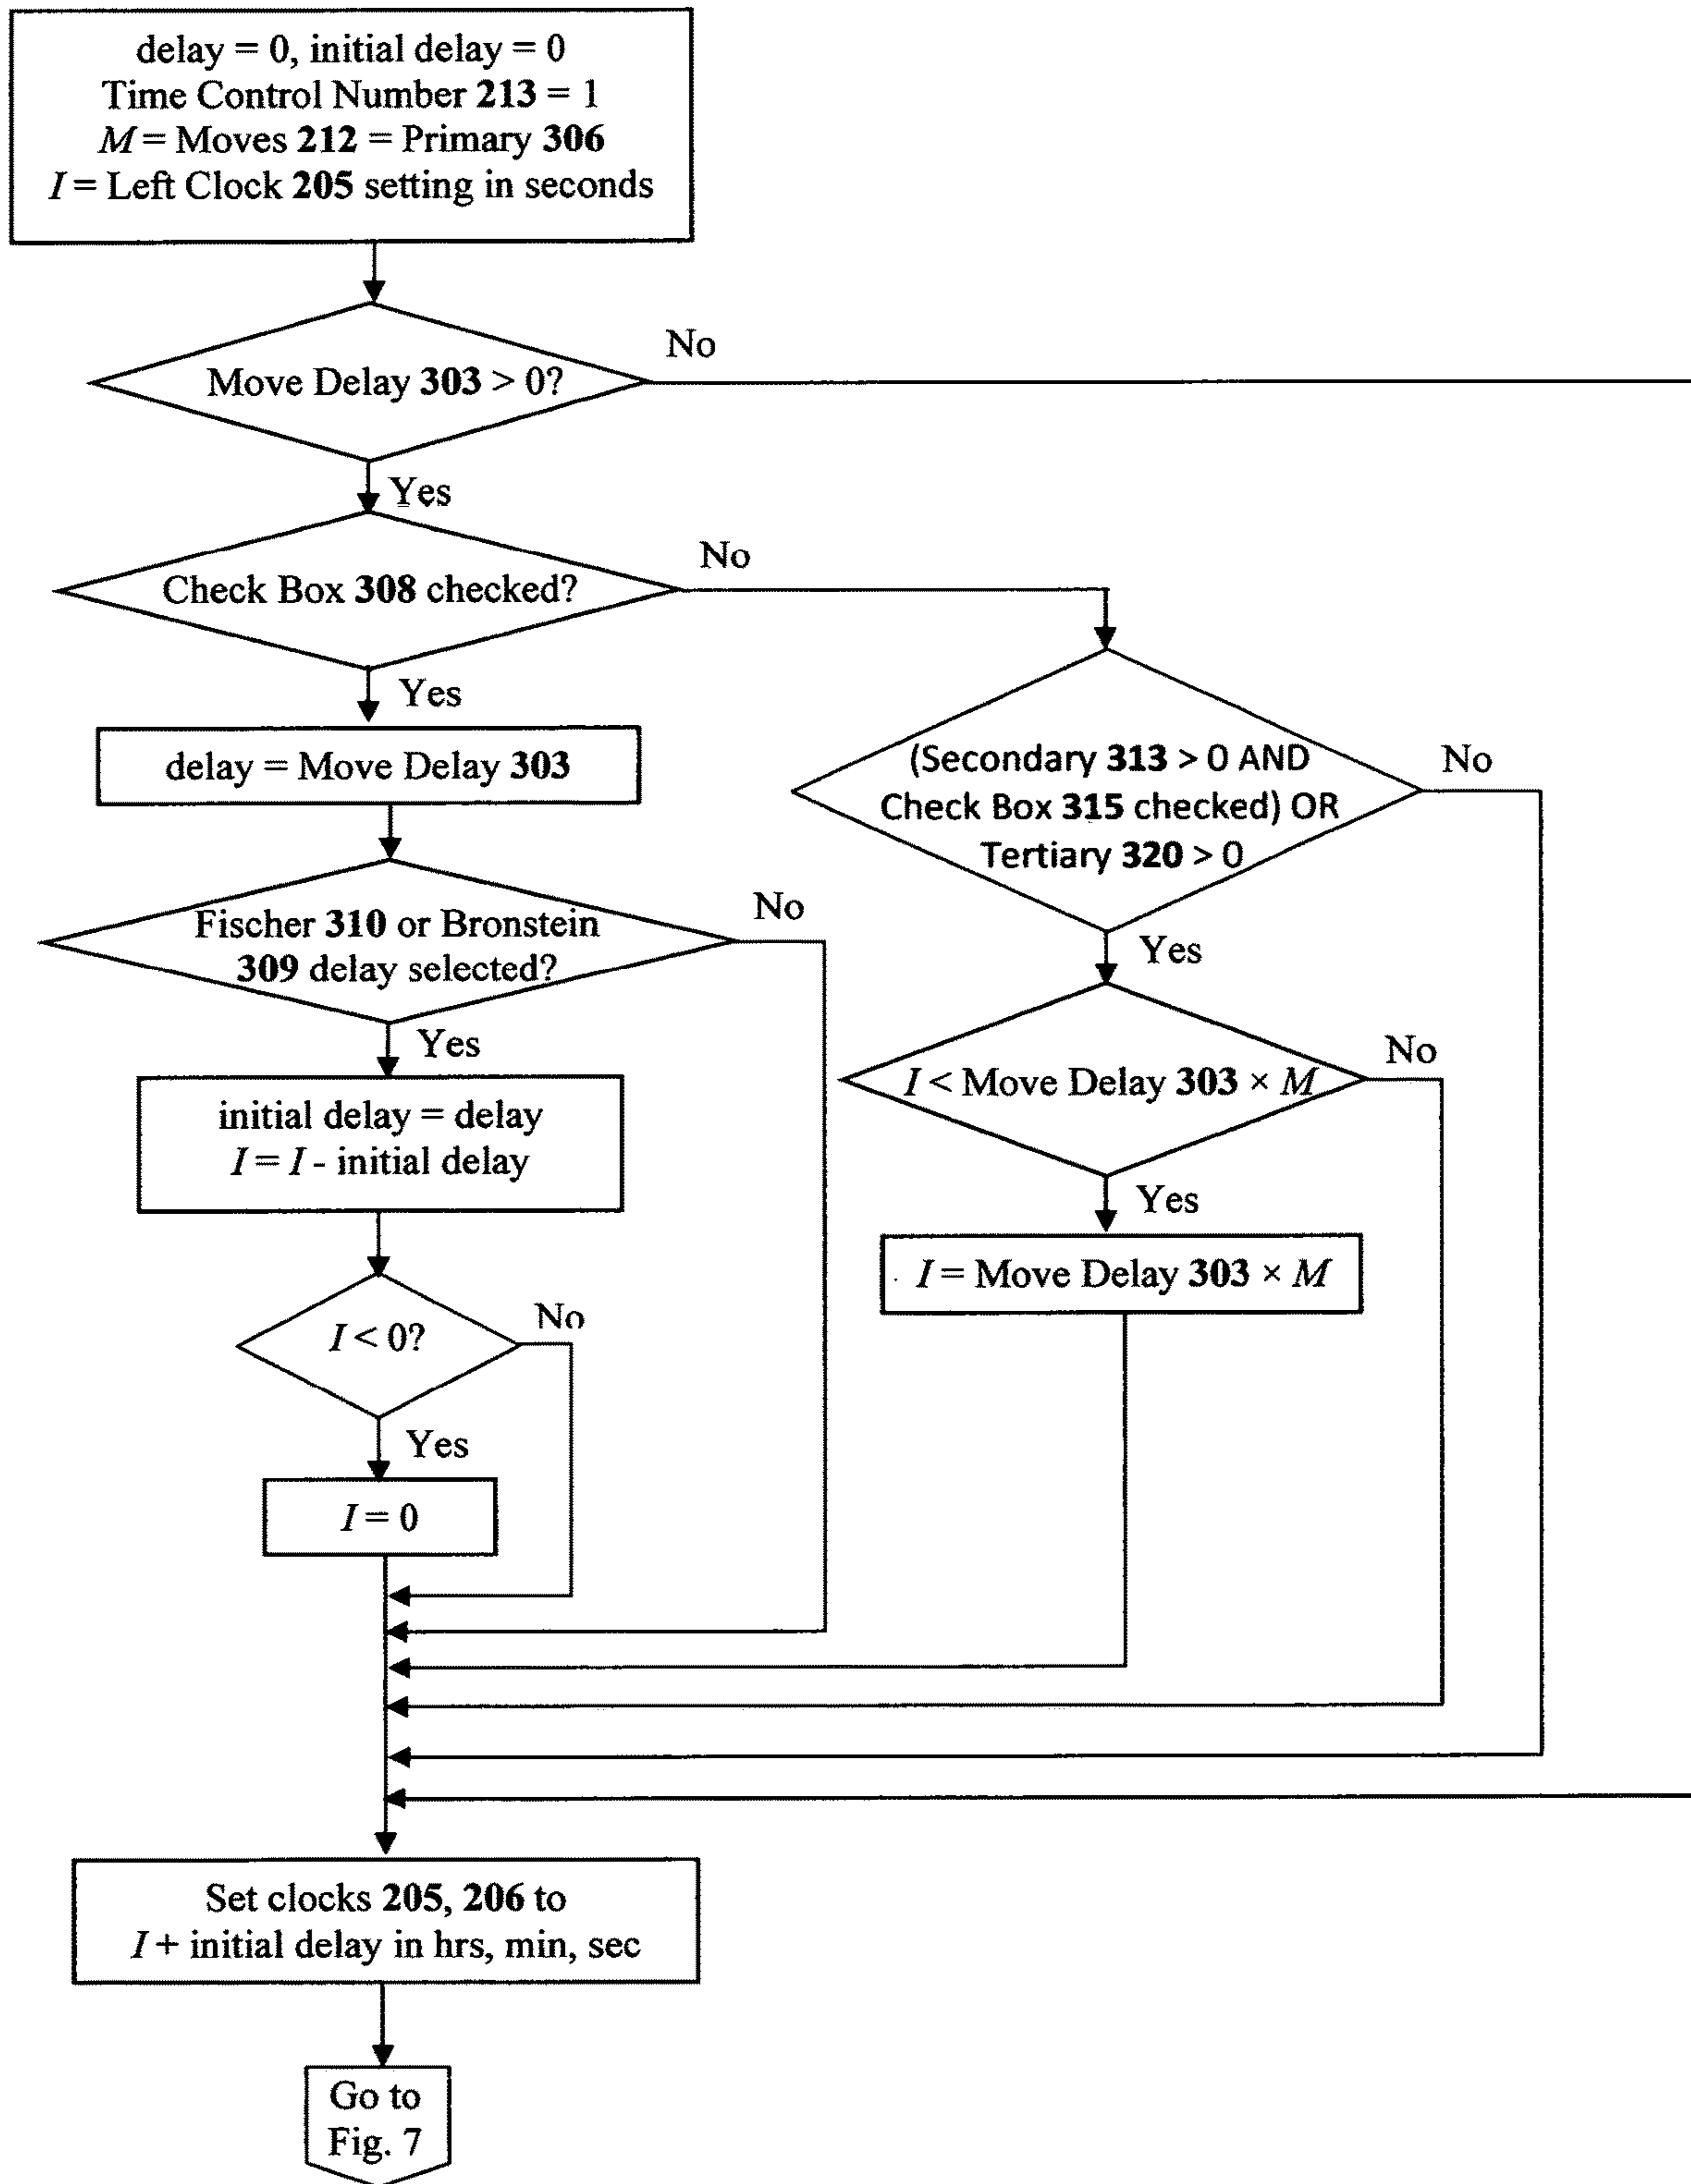 delay = 0, initial delay = 0
Time Control Number 213 = 1
M = Moves 212 = Primary 306
I = Left Clock 205 setting in seconds
Move Delay 303 > 0?
No
Yes
Check Box 308 checked?
No
Yes
delay = Move Delay 303
(Secondary 313 > 0 AND
Check Box 315 checked) OR
Tertiary 320 > 0
No
Yes
Fischer 310 or Bronstein
309 delay selected?
No
Yes
I < Move Delay 303 × M
No
Yes
initial delay = delay
I = I - initial delay
I = Move Delay 303 × M
I < 0?
No
Yes
I = 0
Set clocks 205, 206 to
I + initial delay in hrs, min, sec
Go to
Fig. 7